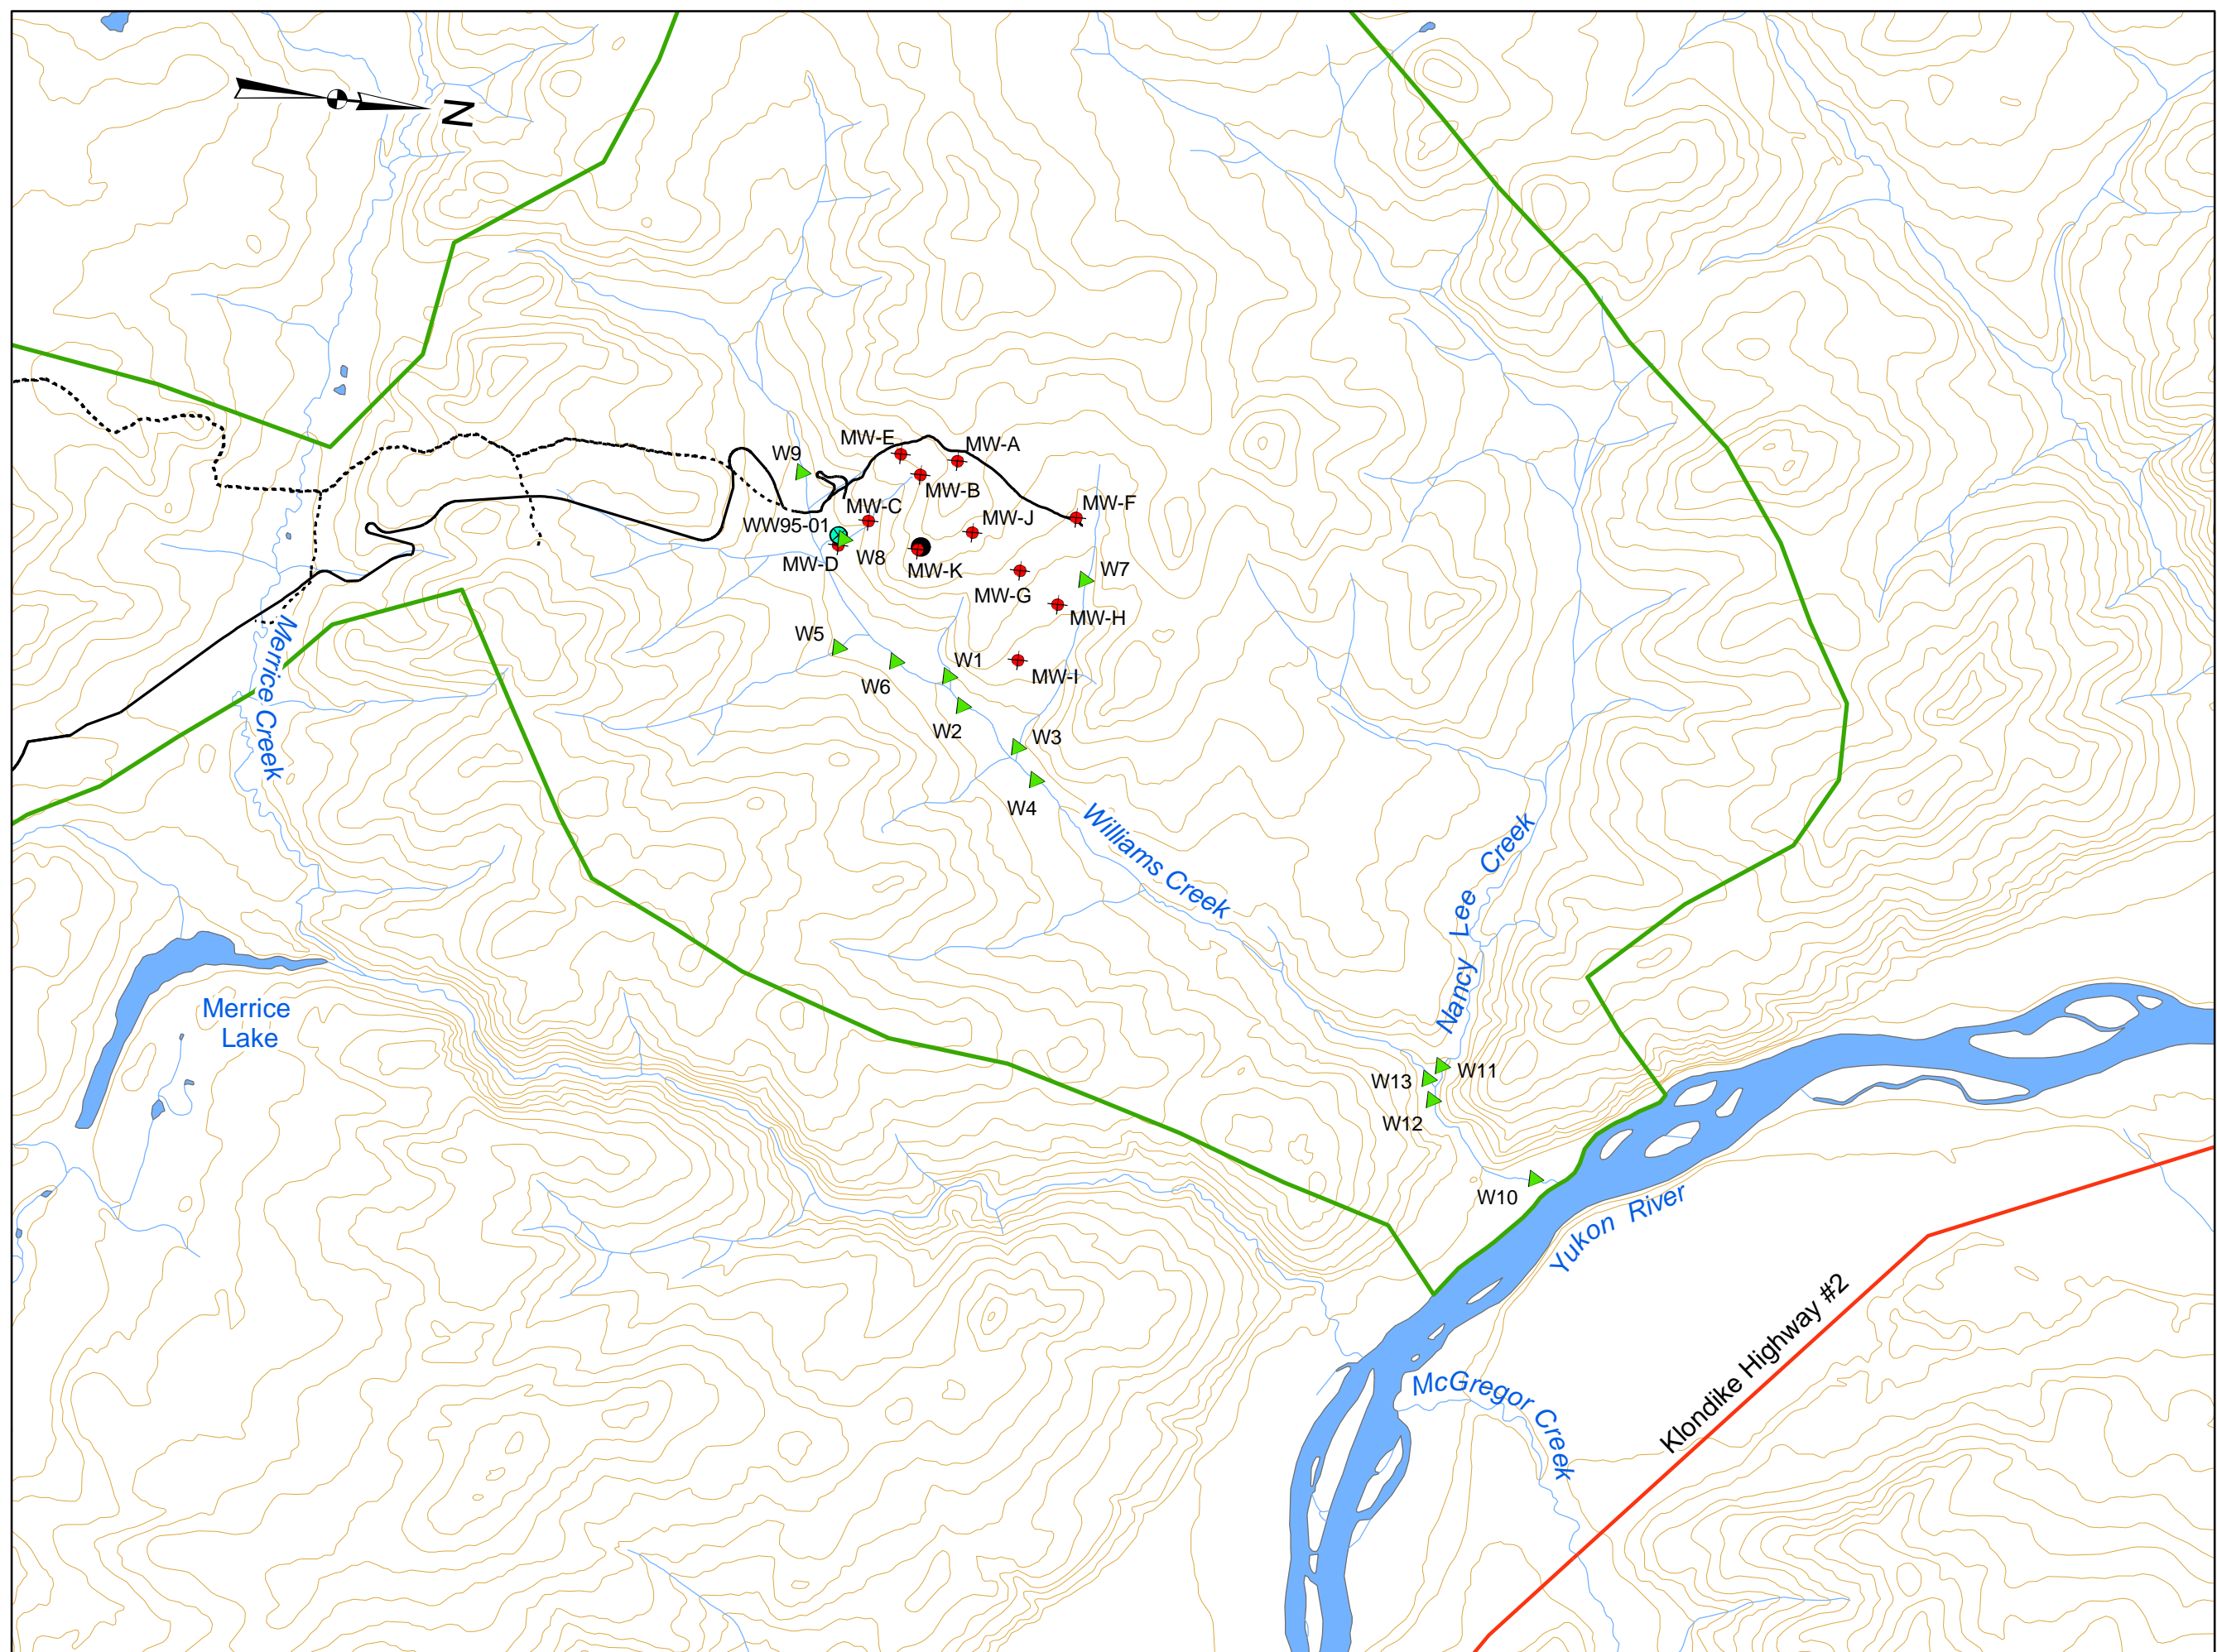 N
MW-E
MW-A
W9
MW-B
MW-C
MW-F
WW95-01
MW-J
W8
MW-D
MW-K
W7
MW-G
MW-H
W5
W1
W6
MW-I
W2
W3
W4
Merrice Creek
Williams Creek
Nancy Lee Creek
Merrice
Lake
W13
W11
W12
W10
Yukon River
Klondike Highway #2
McGregor Creek